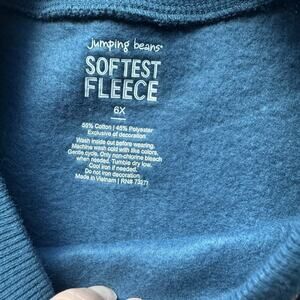 jumping beans®
SOFTEST
FLEECE
6X
55% Cotton | 45% Polyester
Exclusive of decoration
Wash inside out before wearing.
Machine wash cold with like colors.
Gentle cycle. Only non-chlorine bleach
when needed. Tumble dry low.
Cool iron if needed.
Do not iron decoration.
Made in Vietnam | RN# 73277